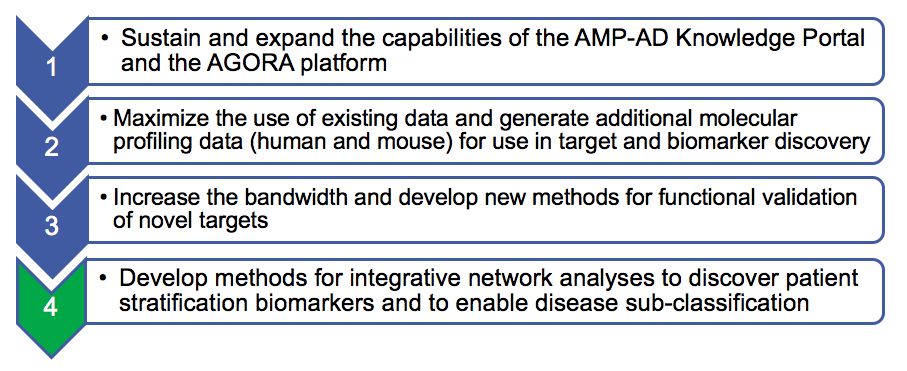 1
• Sustain and expand the capabilities of the AMP-AD Knowledge Portal
and the AGORA platform
2
• Maximize the use of existing data and generate additional molecular
profiling data (human and mouse) for use in target and biomarker discovery
3
• Increase the bandwidth and develop new methods for functional validation
of novel targets
4
• Develop methods for integrative network analyses to discover patient
stratification biomarkers and to enable disease sub-classification